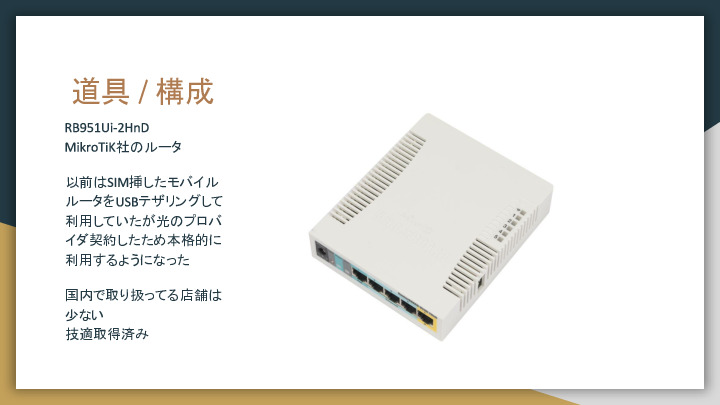 道具 / 構成
RB951Ui-2HnD
MikroTiK社のルータ
以前はSIM挿したモバイル
ルータをUSBテザリングして
利用していたが光のプロバ
イダ契約したため本格的に
利用するようになった
国内で取り扱ってる店舗は
少ない
技適取得済み